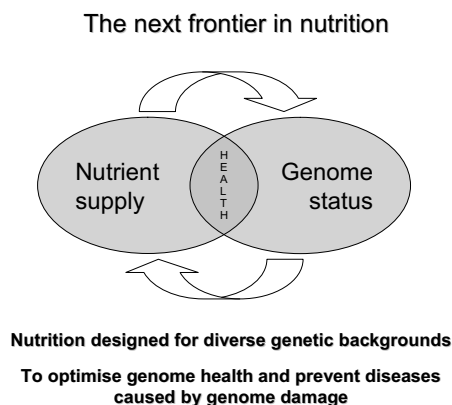 The next frontier in nutrition
Nutrient
supply
H
E
A
L
T
H
Genome
status
Nutrition designed for diverse genetic backgrounds
To optimise genome health and prevent diseases
caused by genome damage